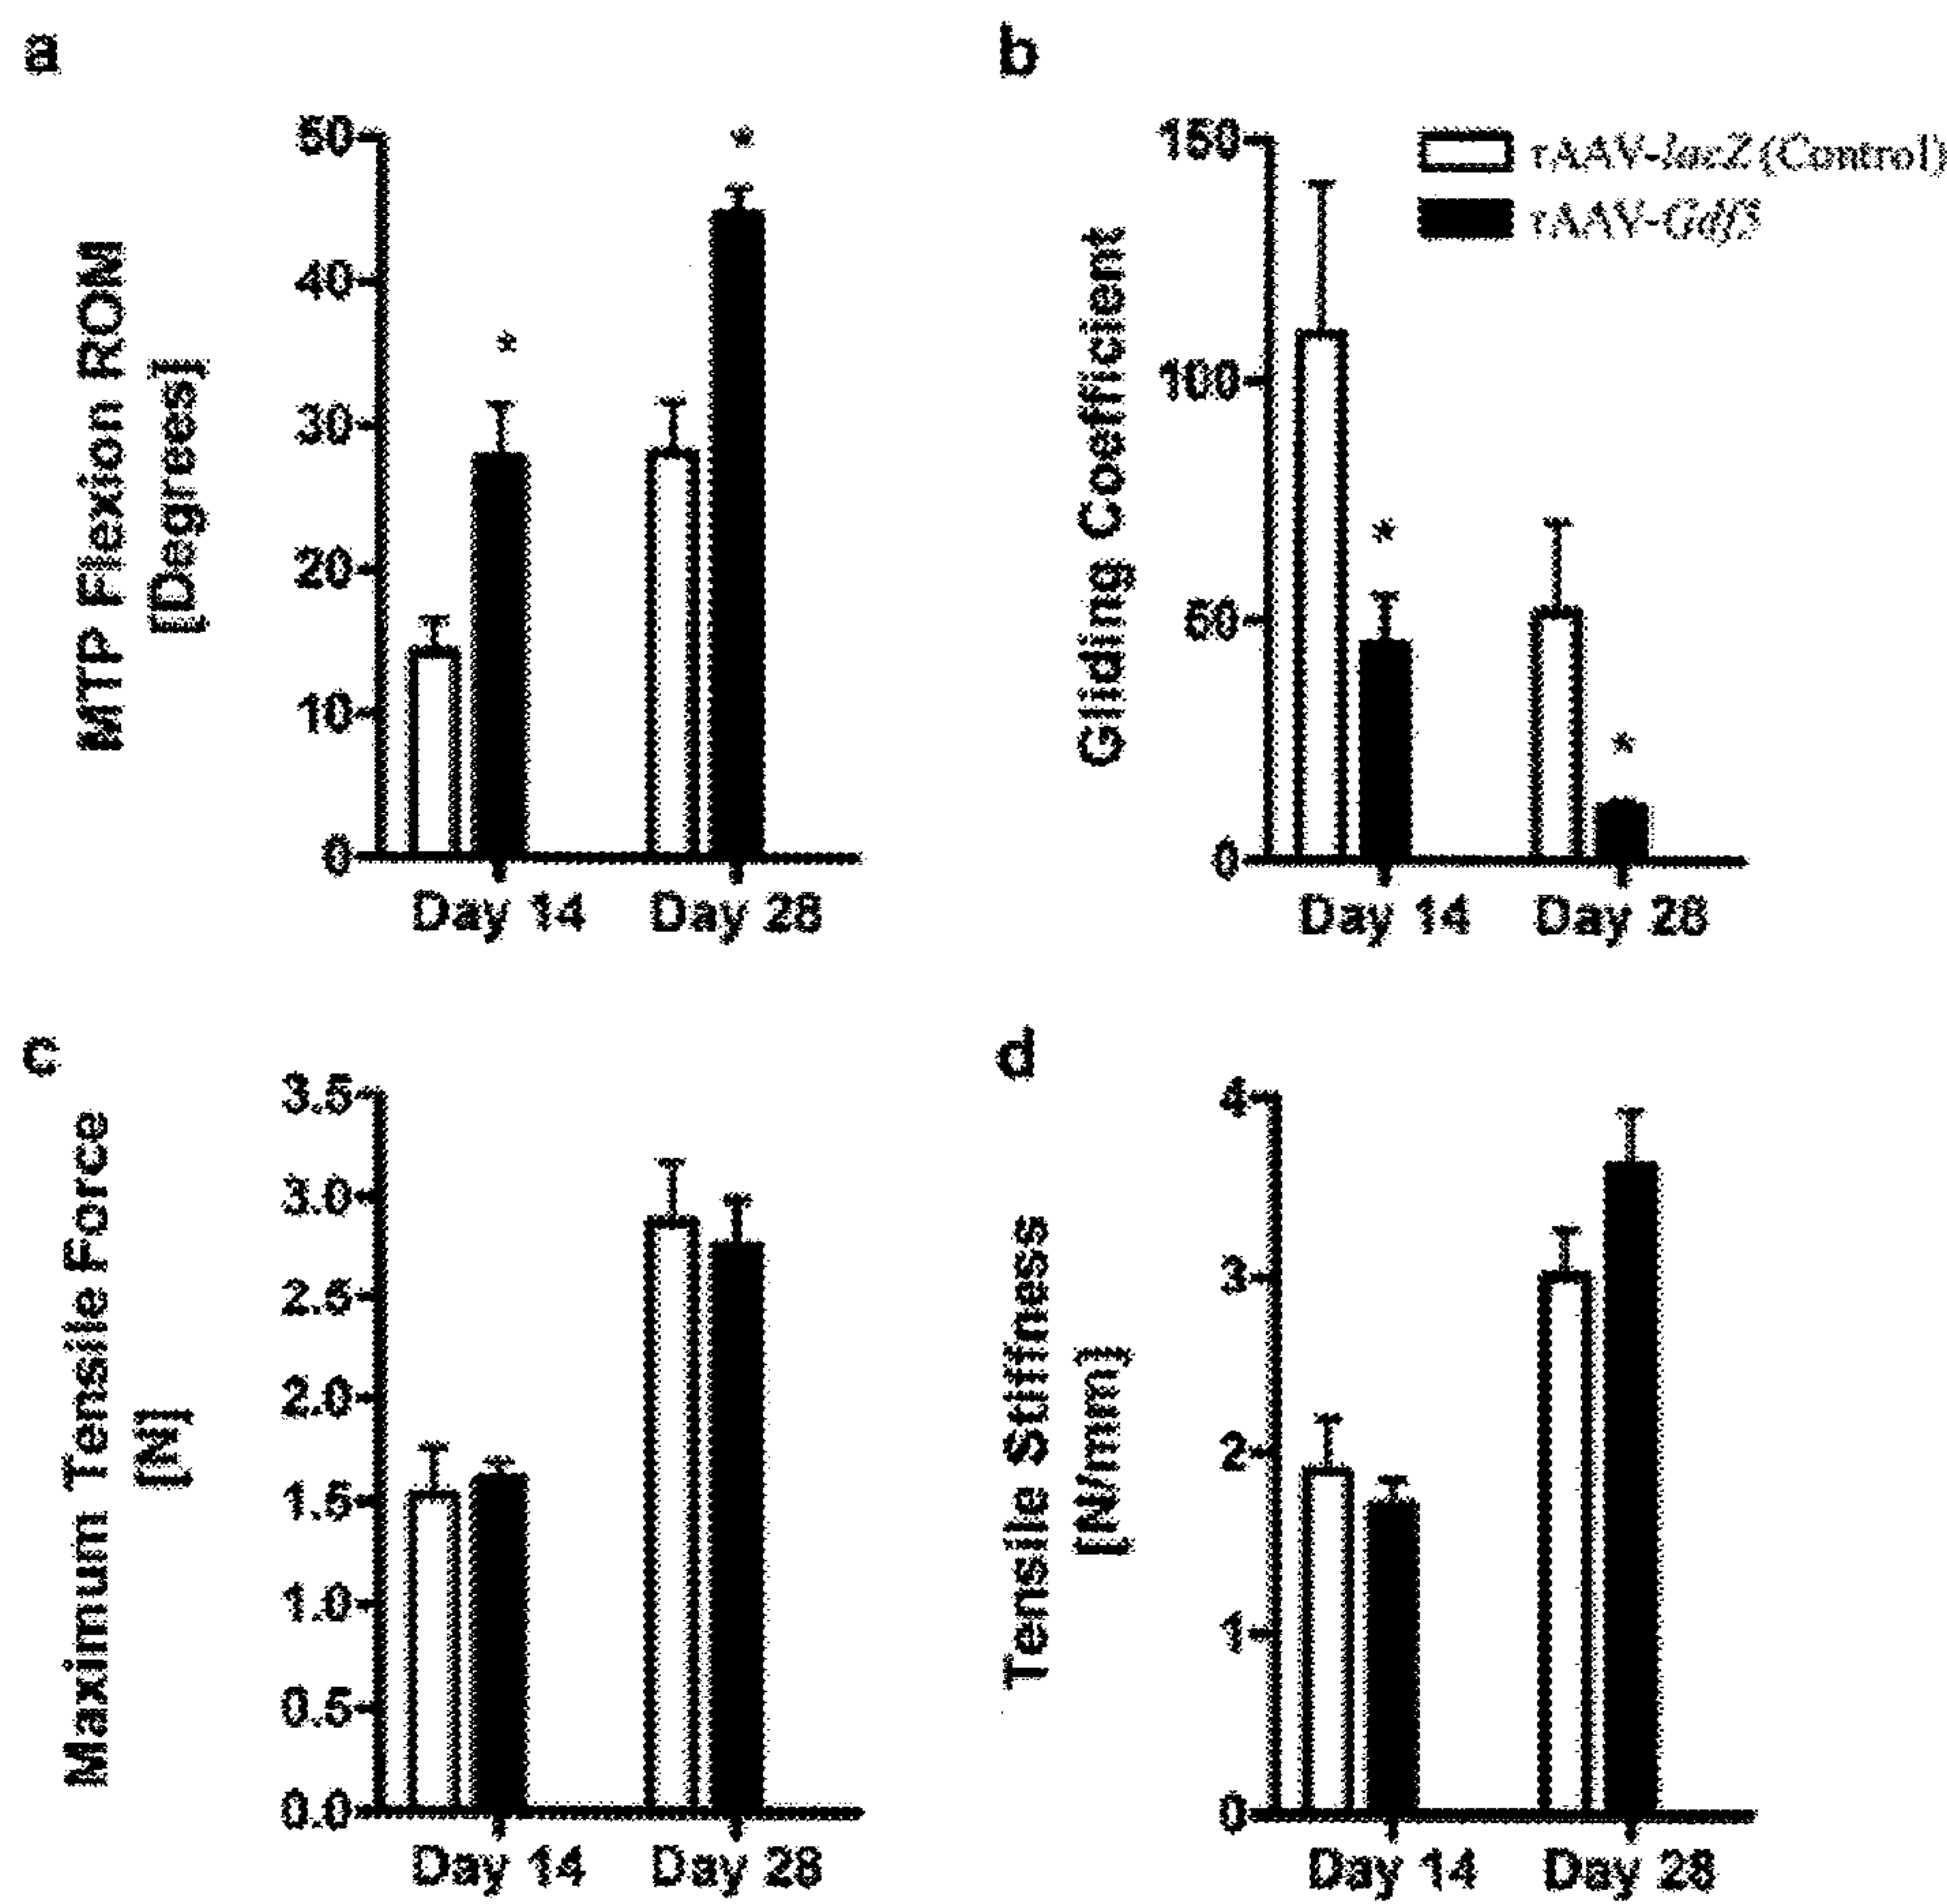 a
MTP Flexion ROM
[Degrees]
50
40
30
20
10
0
*
*
Day 14
Day 28
b
Gliding Coefficient
150
100
50
0
rAAV-lacZ (Control)
rAAV-Gdf5
*
*
Day 14
Day 28
c
Maximum Tensile Force
[N]
3.5
3.0
2.5
2.0
1.5
1.0
0.5
0.0
Day 14
Day 28
d
Tensile Stiffness
[N/mm]
4
3
2
1
0
Day 14
Day 28